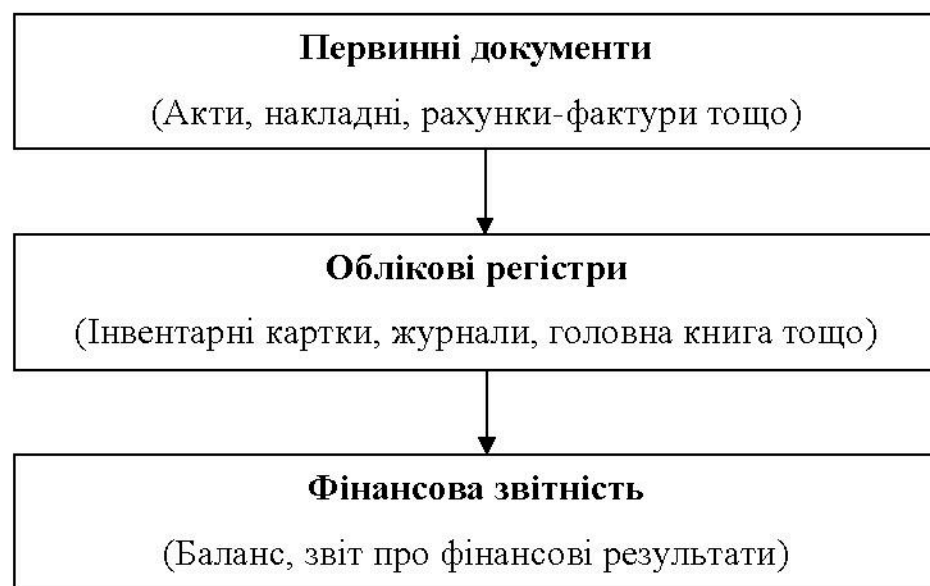 Первинні документи
(Акти, накладні, рахунки-фактури тощо)
Облікові регістри
(Інвентарні картки, журнали, головна книга тощо)
Фінансова звітність
(Баланс, звіт про фінансові результати)